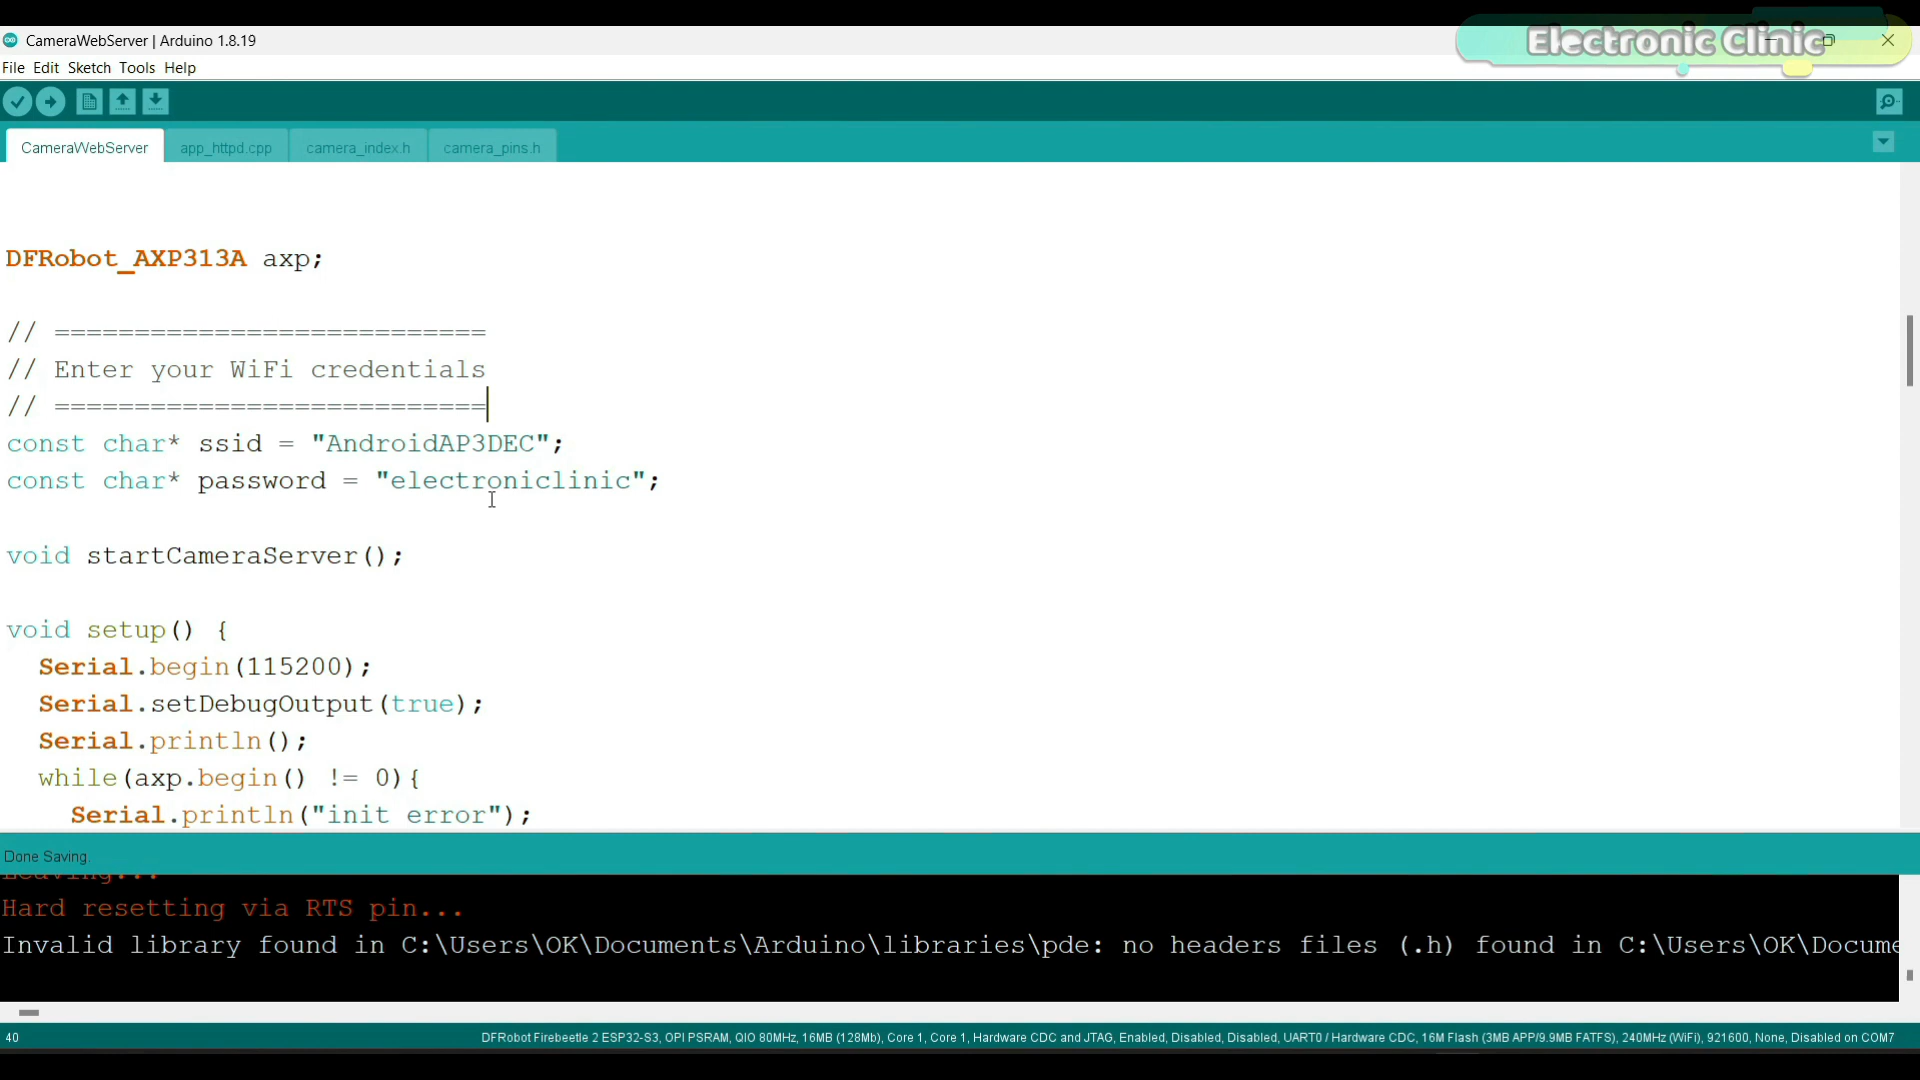 Electronic Clinic
CameraWebServer | Arduino 1.8.19
File Edit Sketch Tools Help
CameraWebServer app_httpd.cpp camera_index.h camera_pins.h
DFRobot_AXP313A axp;
// ===========================
// Enter your WiFi credentials
// ===========================
const char* ssid = "AndroidAP3DEC";
const char* password = "electroniclinic";
void startCameraServer();
void setup() {
Serial.begin(115200);
Serial.setDebugOutput(true);
Serial.println();
while(axp.begin() != 0){
Serial.println("init error");
Done Saving.
Leaving...
Hard resetting via RTS pin...
Invalid library found in C:\Users\OK\Documents\Arduino\libraries\pde: no headers files (.h) found in C:\Users\OK\Docume
40 DFRobot Firebeetle 2 ESP32-S3, OPI PSRAM, QIO 80MHz, 16MB (128Mb), Core 1, Core 1, Hardware CDC and JTAG, Enabled, Disabled, Disabled, UART0 / Hardware CDC, 16M Flash (3MB APP/9.9MB FATFS), 240MHz (WiFi), 921600, None, Disabled on COM7